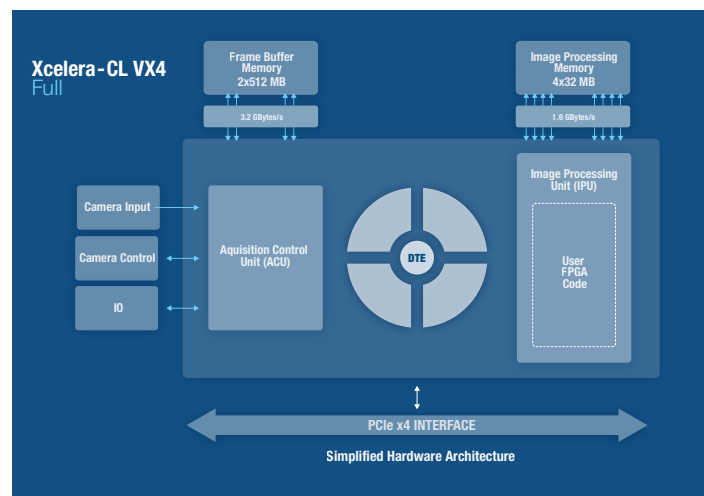 Xcelera-CL VX4
Full
Frame Buffer
Memory
2x512 MB
3.2 GBytes/s
Image Processing
Memory
4x32 MB
1.6 GBytes/s
Camera Input
Camera Control
IO
Aquisition Control
Unit (ACU)
DTE
Image Processing
Unit (IPU)
User
FPGA
Code
PCIe x4 INTERFACE
Simplified Hardware Architecture